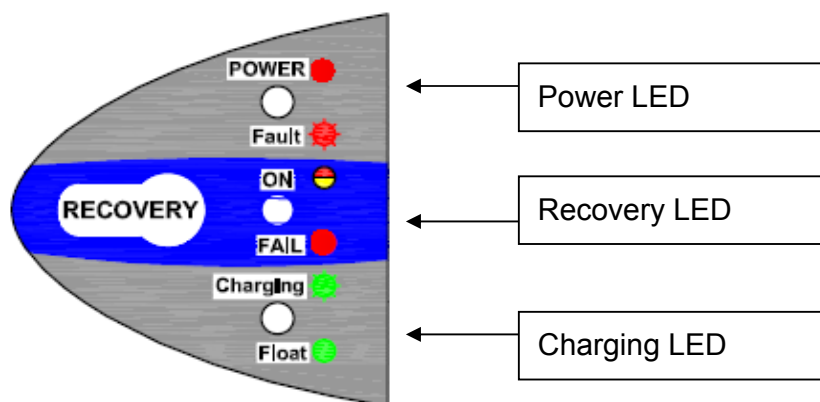 POWER
Fault
ON
RECOVERY
FAIL
Charging
Float
Power LED
Recovery LED
Charging LED